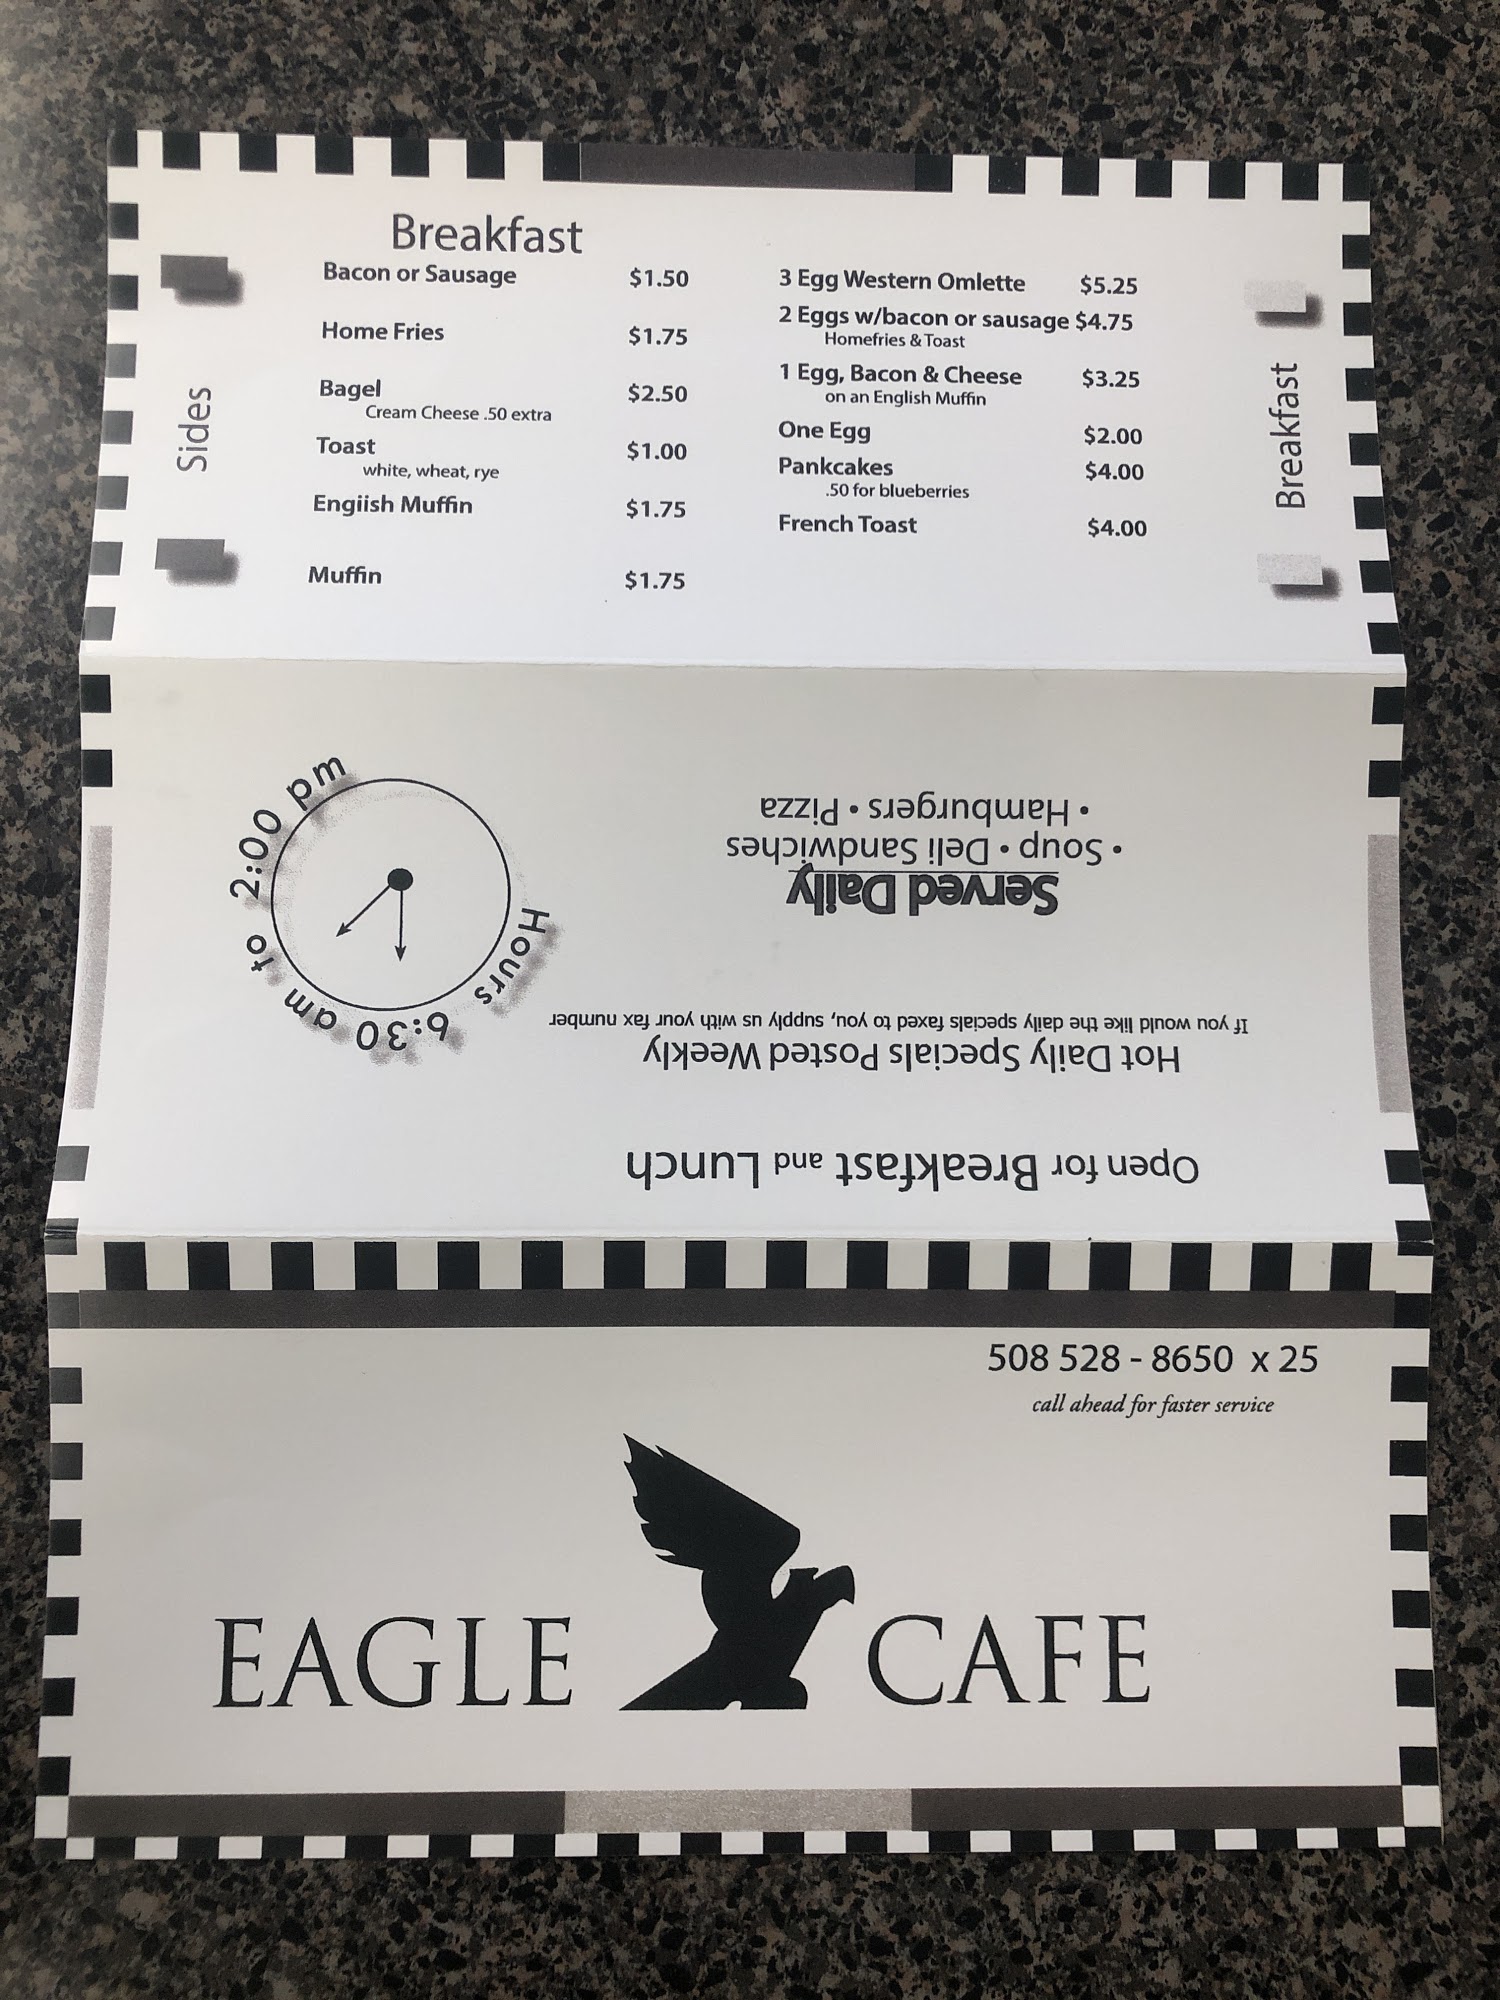 Breakfast
Sides
Bacon or Sausage $1.50
Home Fries $1.75
Bagel $2.50
Cream Cheese .50 extra
Toast $1.00
white, wheat, rye
Engiish Muffin $1.75
Muffin $1.75
Breakfast
3 Egg Western Omlette $5.25
2 Eggs w/bacon or sausage $4.75
Homefries & Toast
1 Egg, Bacon & Cheese $3.25
on an English Muffin
One Egg $2.00
Pankcakes $4.00
.50 for blueberries
French Toast $4.00
Open for Breakfast and Lunch
Hot Daily Specials Posted Weekly
If you would like the daily specials faxed to you, supply us with your fax number
Served Daily
• Soup • Deli Sandwiches
• Hamburgers • Pizza
Hours 6:30 am to 2:00 pm
508 528 - 8650 x 25
call ahead for faster service
EAGLE CAFE